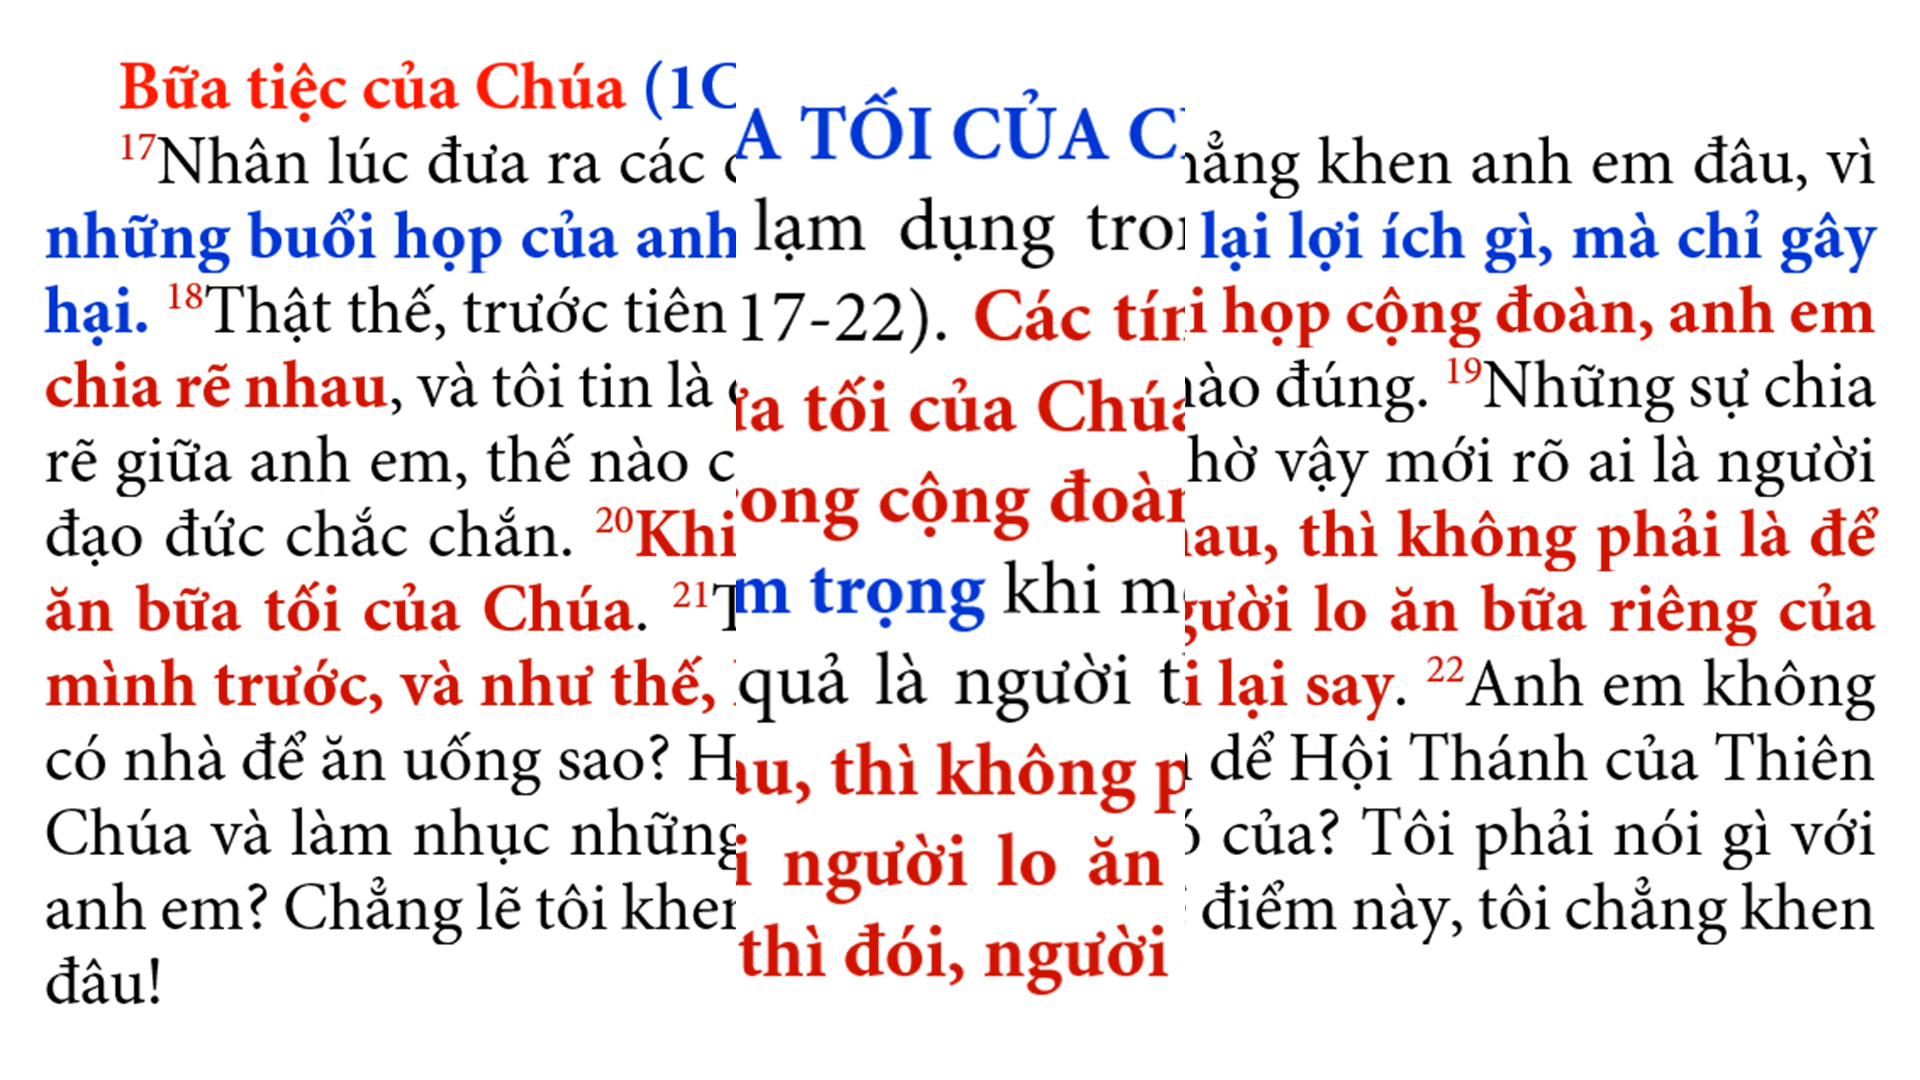 Bữa tiệc của Chúa (1C
17Nhân lúc đưa ra các
những buổi họp của anh
hại. 18Thật thế, trước tiên
chia rẽ nhau, và tôi tin là
rẽ giữa anh em, thế nào c
đạo đức chắc chắn. 20Khi
ăn bữa tối của Chúa. 21T
mình trước, và như thế,
có nhà để ăn uống sao? H
Chúa và làm nhục những
anh em? Chẳng lẽ tôi
đâu!
A TỐI CỦA C
lạm dụng
17-22). Các
tối của Chúa
ong cộng đoàn
m trọng khi m
quả là người t
au, thì không p
i người lo ăn
thì đói, người
hẳng khen anh em đâu, vì
lại lợi ích gì, mà chỉ gây
i họp cộng đoàn, anh em
nào đúng. 19Những sự chia
hờ vậy mới rõ ai là người
hau, thì không phải là để
gười lo ăn bữa riêng của
i lại say. 22Anh em không
dể Hội Thánh của Thiên
của? Tôi phải nói gì với
điểm này, tôi chẳng khen